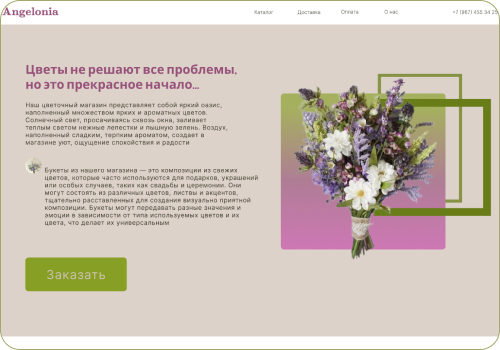 Angelonia
Каталог Доставка Оплата О нас +7 (987) 455 34 25
Цветы не решают все проблемы,
но это прекрасное начало...
Наш цветочный магазин представляет собой яркий оазис,
наполненный множеством ярких и ароматных цветов.
Солнечный свет, просачиваясь сквозь окна, заливает
теплым светом нежные лепестки и пышную зелень. Воздух,
наполненный сладким, терпким ароматом, создает в
магазине уют, ощущение спокойствия и радости
Букеты из нашего магазина — это композиции из свежих
цветов, которые часто используются для подарков, украшений
или особых случаев, таких как свадьбы и церемонии. Они
могут состоять из различных цветов, листвы и акцентов,
тщательно расставленных для создания визуально приятной
композиции. Букеты могут передавать разные значения и
эмоции в зависимости от типа используемых цветов и их
цвета, что делает их универсальным
Заказать